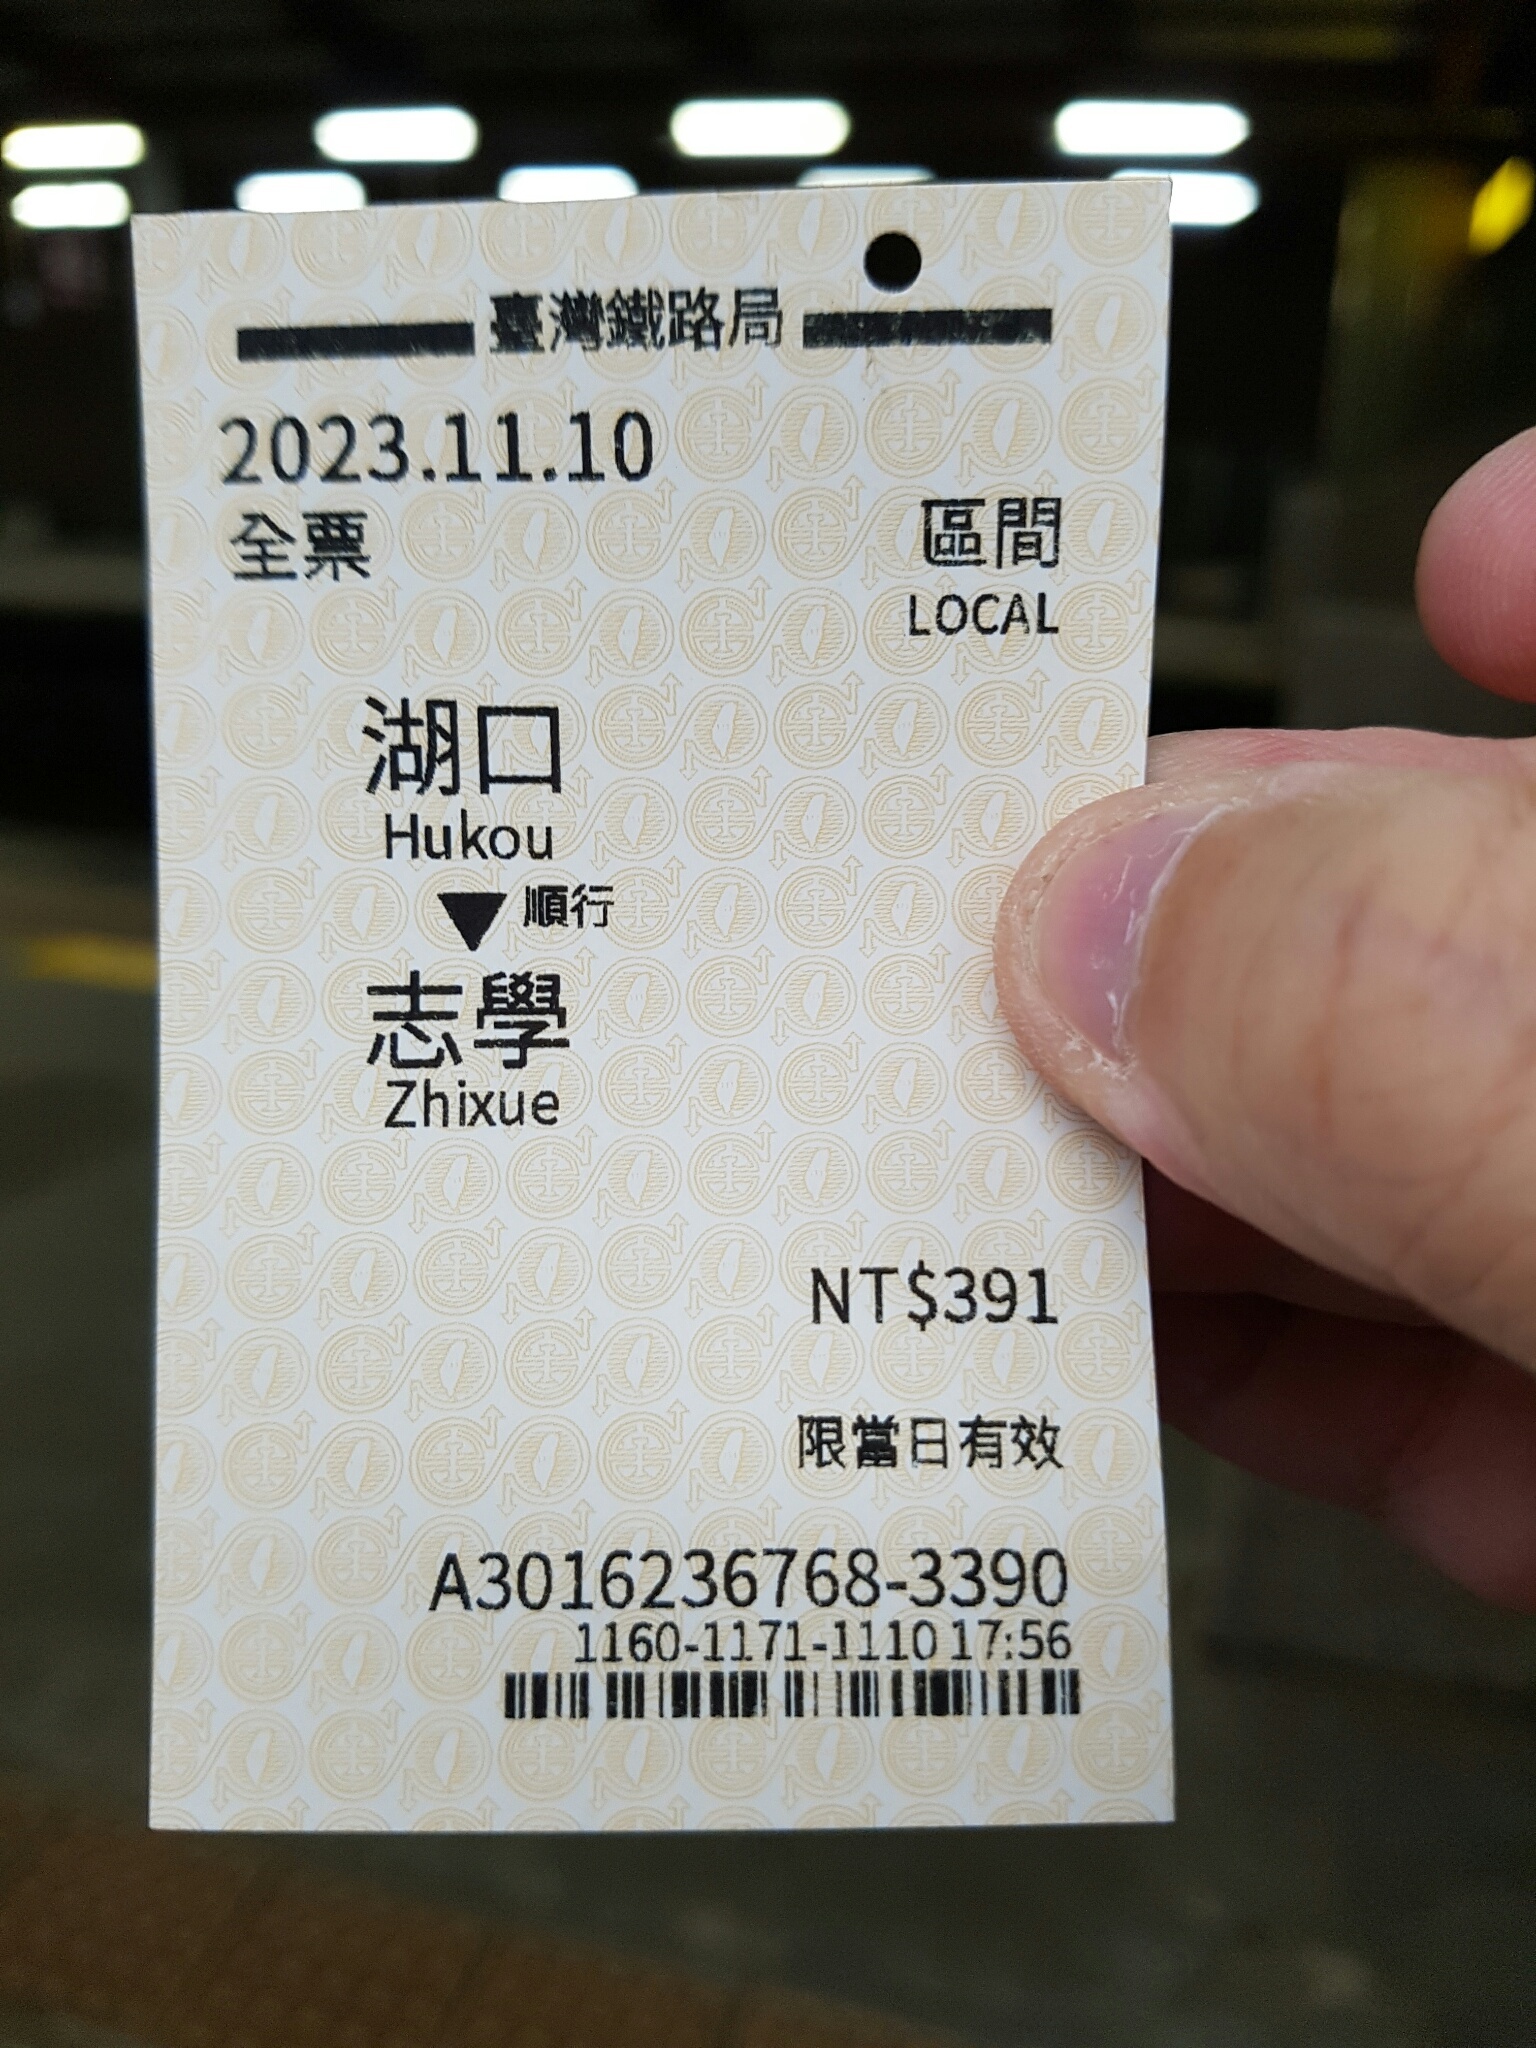 臺灣鐵路局
2023.11.10
全票
區間
LOCAL
湖口
Hukou
▼ 順行
志學
Zhixue
NT$391
限當日有效
A3016236768-3390
1160-1171-1110 17:56